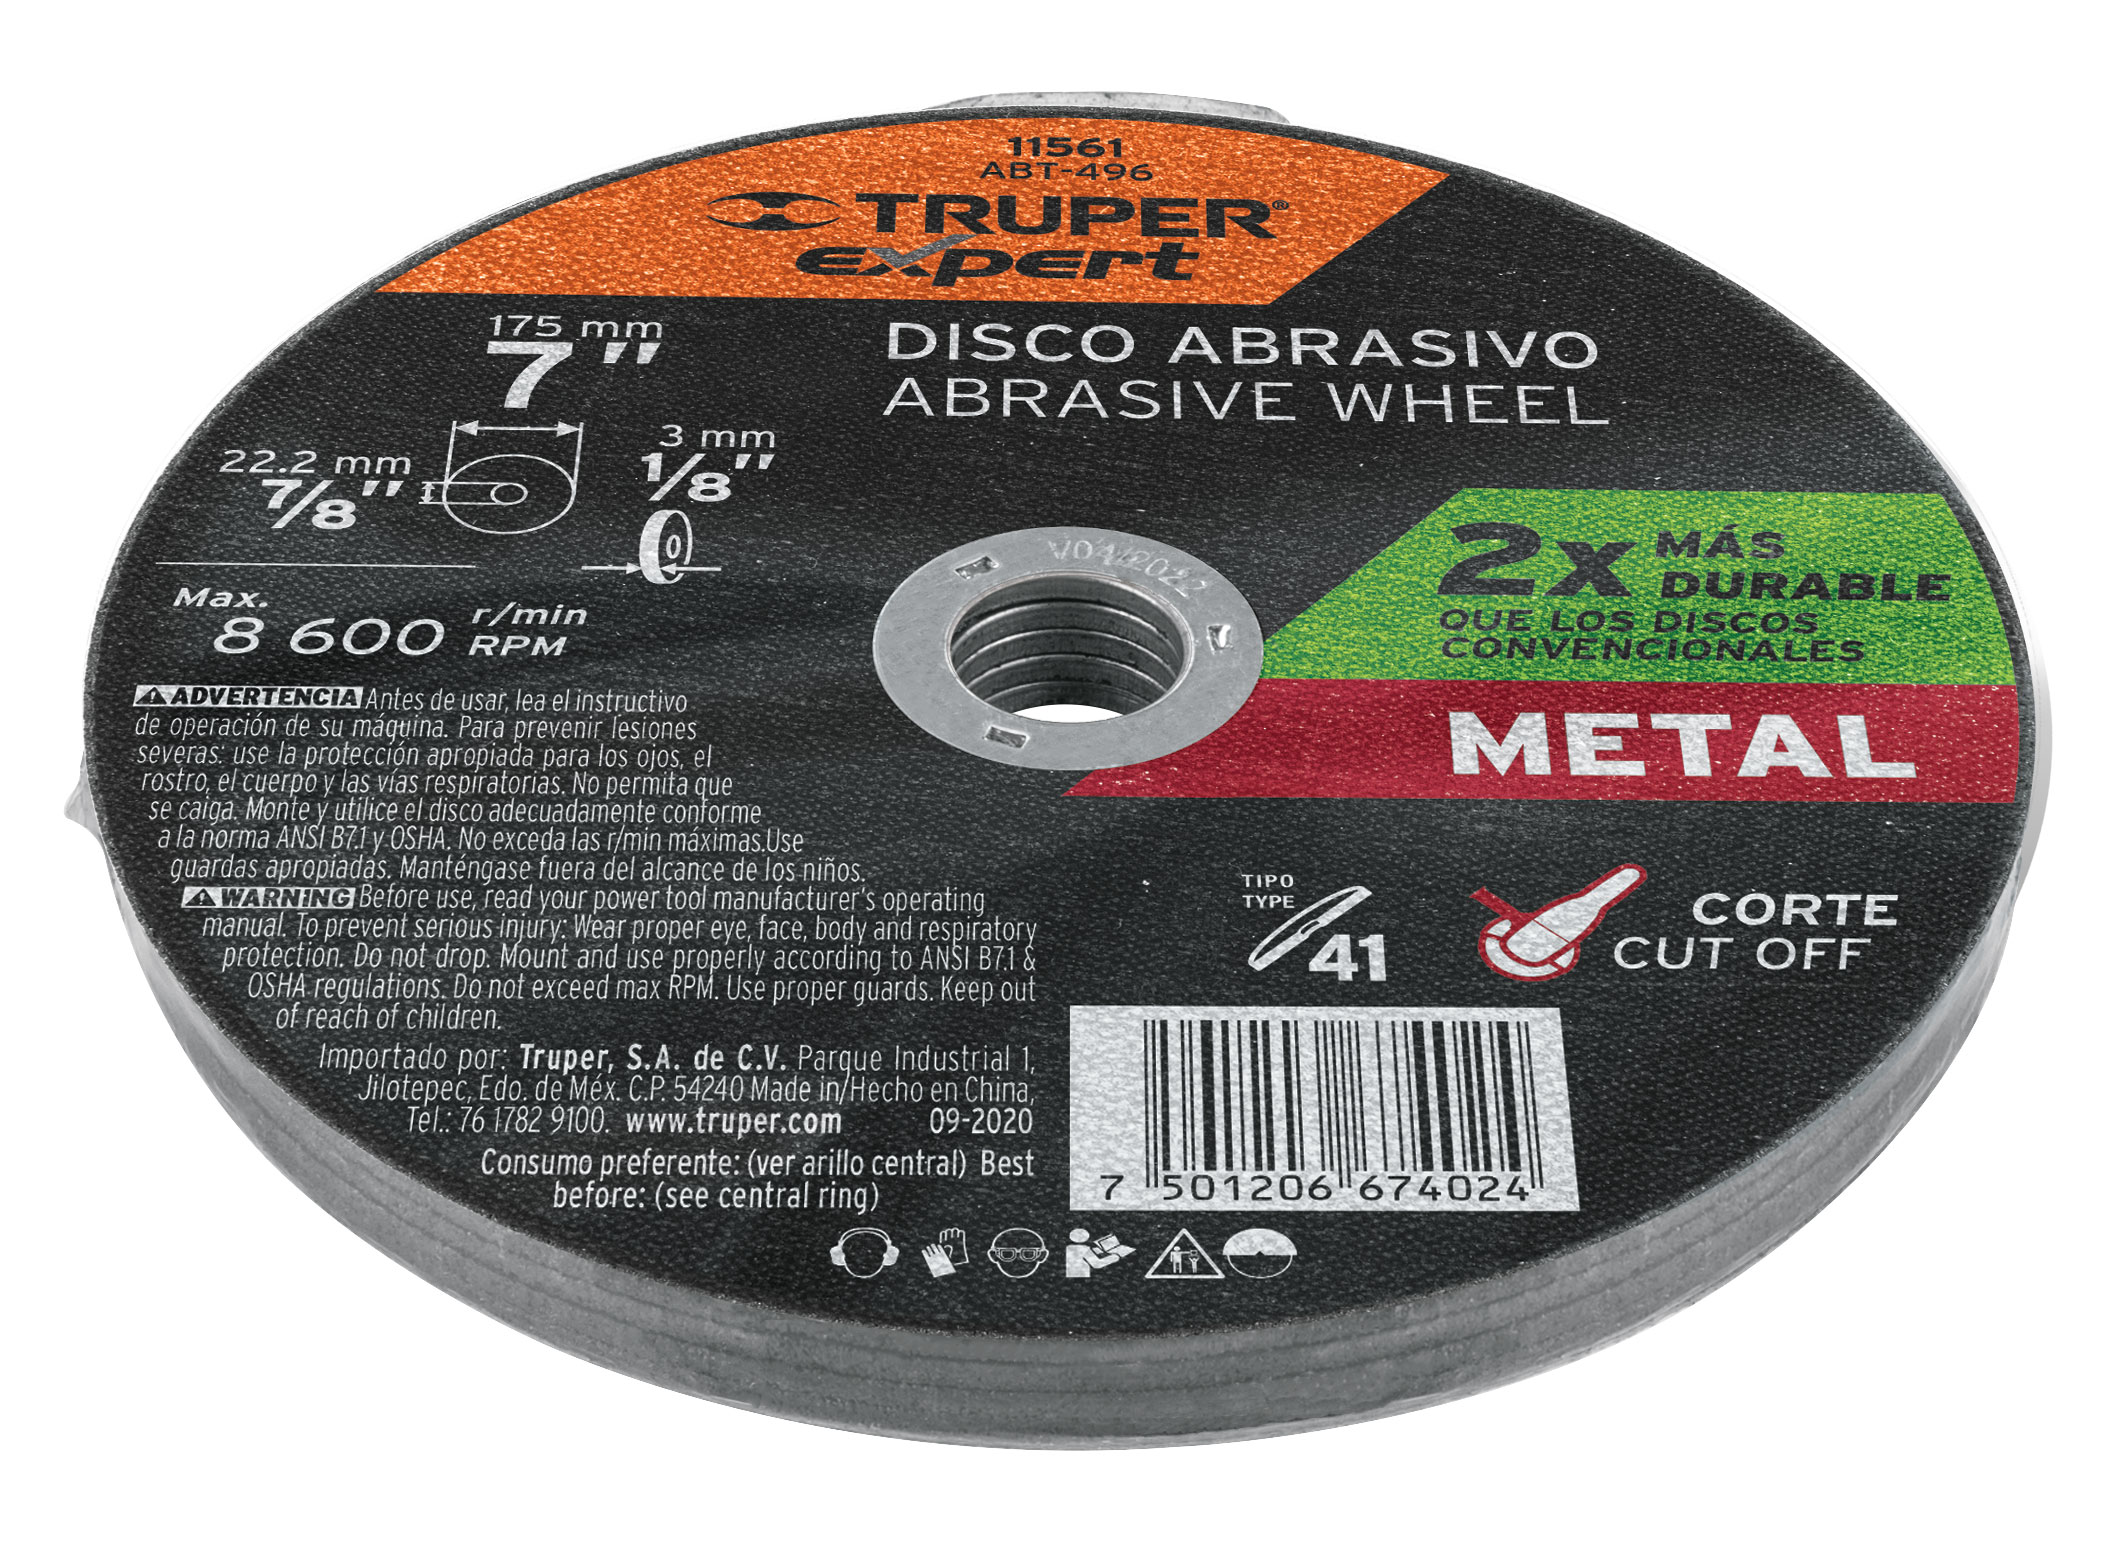 11561
ABT-496
TRUPER®
expert
175 mm
7"
22.2 mm
7/8"
3 mm
1/8"
DISCO ABRASIVO
ABRASIVE WHEEL
Max.
8 600 r/min
RPM
V04/2022
2x MÁS
DURABLE
QUE LOS DISCOS
CONVENCIONALES
METAL
ADVERTENCIA Antes de usar, lea el instructivo
de operación de su máquina. Para prevenir lesiones
severas: use la protección apropiada para los ojos, el
rostro, el cuerpo y las vías respiratorias. No permita que
se caiga. Monte y utilice el disco adecuadamente conforme
a la norma ANSI B7.1 y OSHA. No exceda las r/min máximas.Use
guardas apropiadas. Manténgase fuera del alcance de los niños.
WARNING Before use, read your power tool manufacturer's operating
manual. To prevent serious injury: Wear proper eye, face, body and respiratory
protection. Do not drop. Mount and use properly according to ANSI B7.1 &
OSHA regulations. Do not exceed max RPM. Use proper guards. Keep out
of reach of children.
Importado por: Truper, S.A. de C.V. Parque Industrial 1,
Jilotepec, Edo. de Méx. C.P. 54240 Made in/Hecho en China,
Tel.: 76 1782 9100. www.truper.com 09-2020
Consumo preferente: (ver arillo central) Best
before: (see central ring)
TIPO
TYPE
41
CORTE
CUT OFF
7 501206 674024